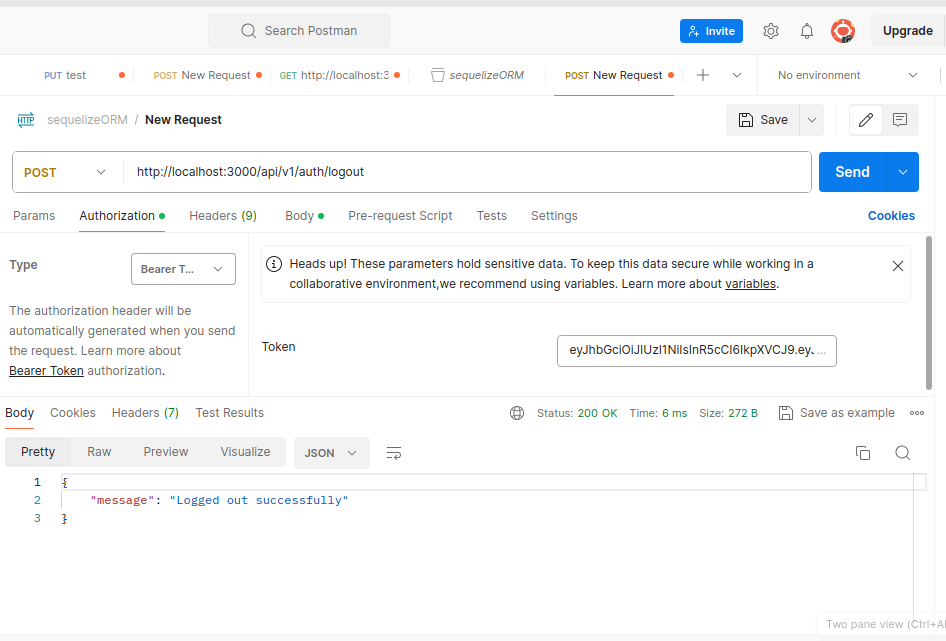 Search Postman
Invite
Upgrade
PUT test
POST New Request
GET http://localhost:3
sequelizeORM
POST New Request
No environment
HTTP sequelizeORM / New Request
Save
POST
http://localhost:3000/api/v1/auth/logout
Send
Params Authorization Headers (9) Body Pre-request Script Tests Settings Cookies
Type
Bearer T...
The authorization header will be
automatically generated when you send
the request. Learn more about
Bearer Token authorization.
Heads up! These parameters hold sensitive data. To keep this data secure while working in a
collaborative environment,we recommend using variables. Learn more about variables.
Token
eyJhbGciOiJIUzI1NiIsInR5cCI6IkpXVCJ9.ey. ...
Body Cookies Headers (7) Test Results
Status: 200 OK Time: 6 ms Size: 272 B
Save as example
Pretty Raw Preview Visualize JSON
1 {
2 "message": "Logged out successfully"
3 }
Two pane view (Ctrl+Al